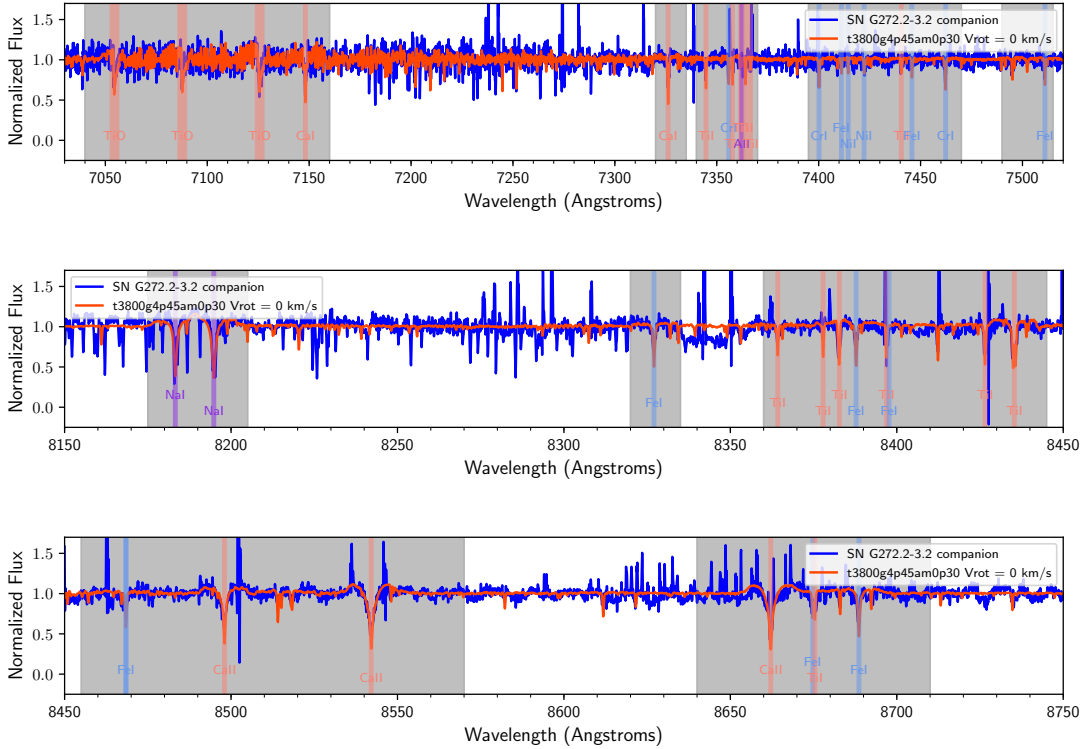 Normalized Flux
1.5
1.0
0.5
0.0
SN G272.2-3.2 companion
t3800g4p45am0p30 Vrot = 0 km/s
TiO TiO TiO CaI CaI TiI CrI CrI FeI NiI NiI FeI CrI FeI
7050 7100 7150 7200 7250 7300 7350 7400 7450 7500
Wavelength (Angstroms)
Normalized Flux
1.5
1.0
0.5
0.0
SN G272.2-3.2 companion
t3800g4p45am0p30 Vrot = 0 km/s
NaI NaI FeI TiI TiI TiI FeI TiI FeI TiI TiI
8150 8200 8250 8300 8350 8400 8450
Wavelength (Angstroms)
Normalized Flux
1.5
1.0
0.5
0.0
SN G272.2-3.2 companion
t3800g4p45am0p30 Vrot = 0 km/s
FeI CaII CaII CaII FeI TiI FeI
8450 8500 8550 8600 8650 8700 8750
Wavelength (Angstroms)